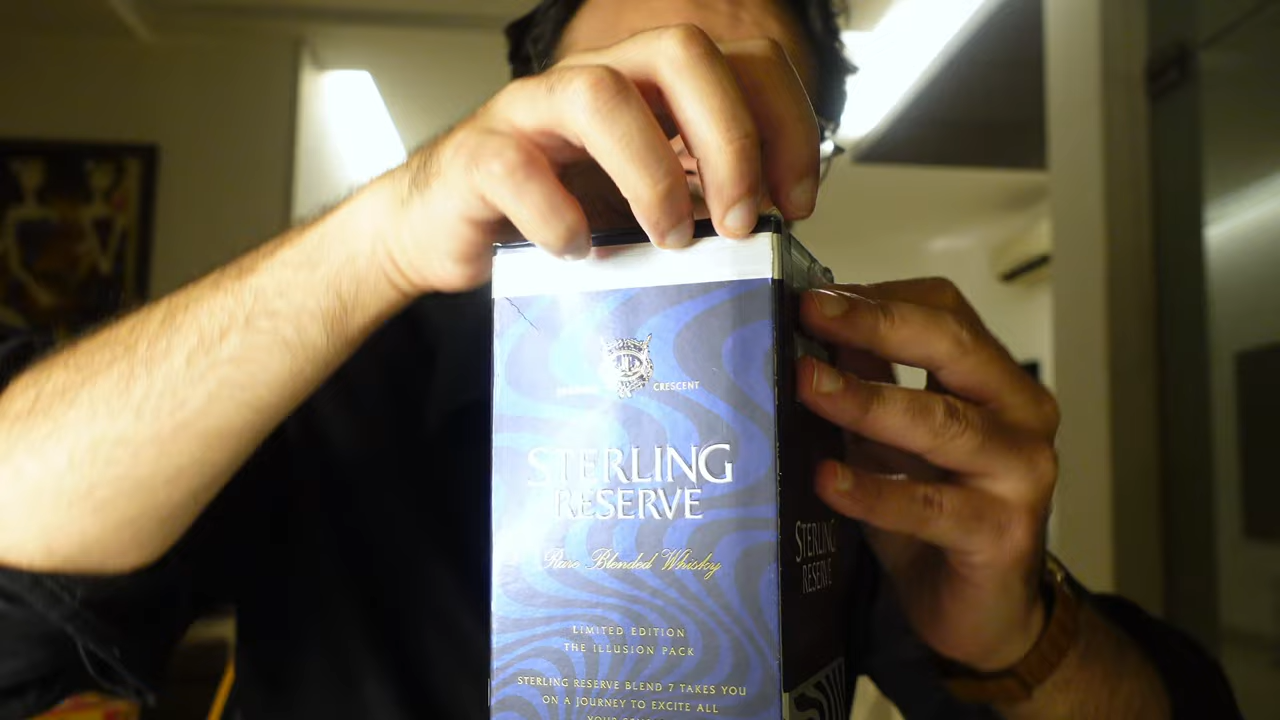 CRESCENT
STERLING
RESERVE
Rare Blended Whisky
LIMITED EDITION
THE ILLUSION PACK
STERLING RESERVE BLEND 7 TAKES YOU
ON A JOURNEY TO EXCITE ALL
STERLING
RESERVE